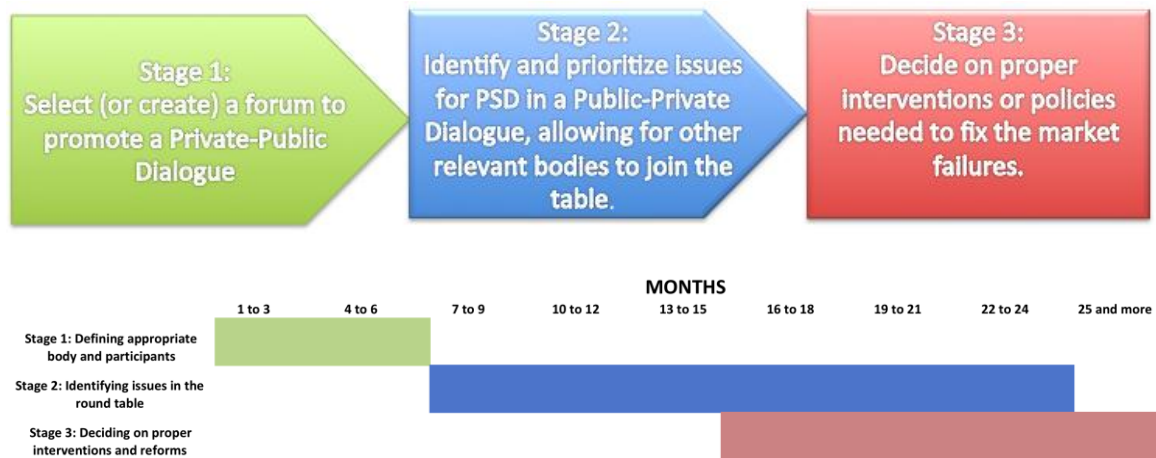 Stage 1:
Select (or create) a forum to
promote a Private-Public
Dialogue
Stage 2:
Identify and prioritize issues
for PSD in a Public-Private
Dialogue, allowing for other
relevant bodies to join the
table.
Stage 3:
Decide on proper
interventions or policies
needed to fix the market
failures.
MONTHS
1 to 3 4 to 6 7 to 9 10 to 12 13 to 15 16 to 18 19 to 21 22 to 24 25 and more
Stage 1: Defining appropriate
body and participants
Stage 2: Identifying issues in the
round table
Stage 3: Deciding on proper
interventions and reforms